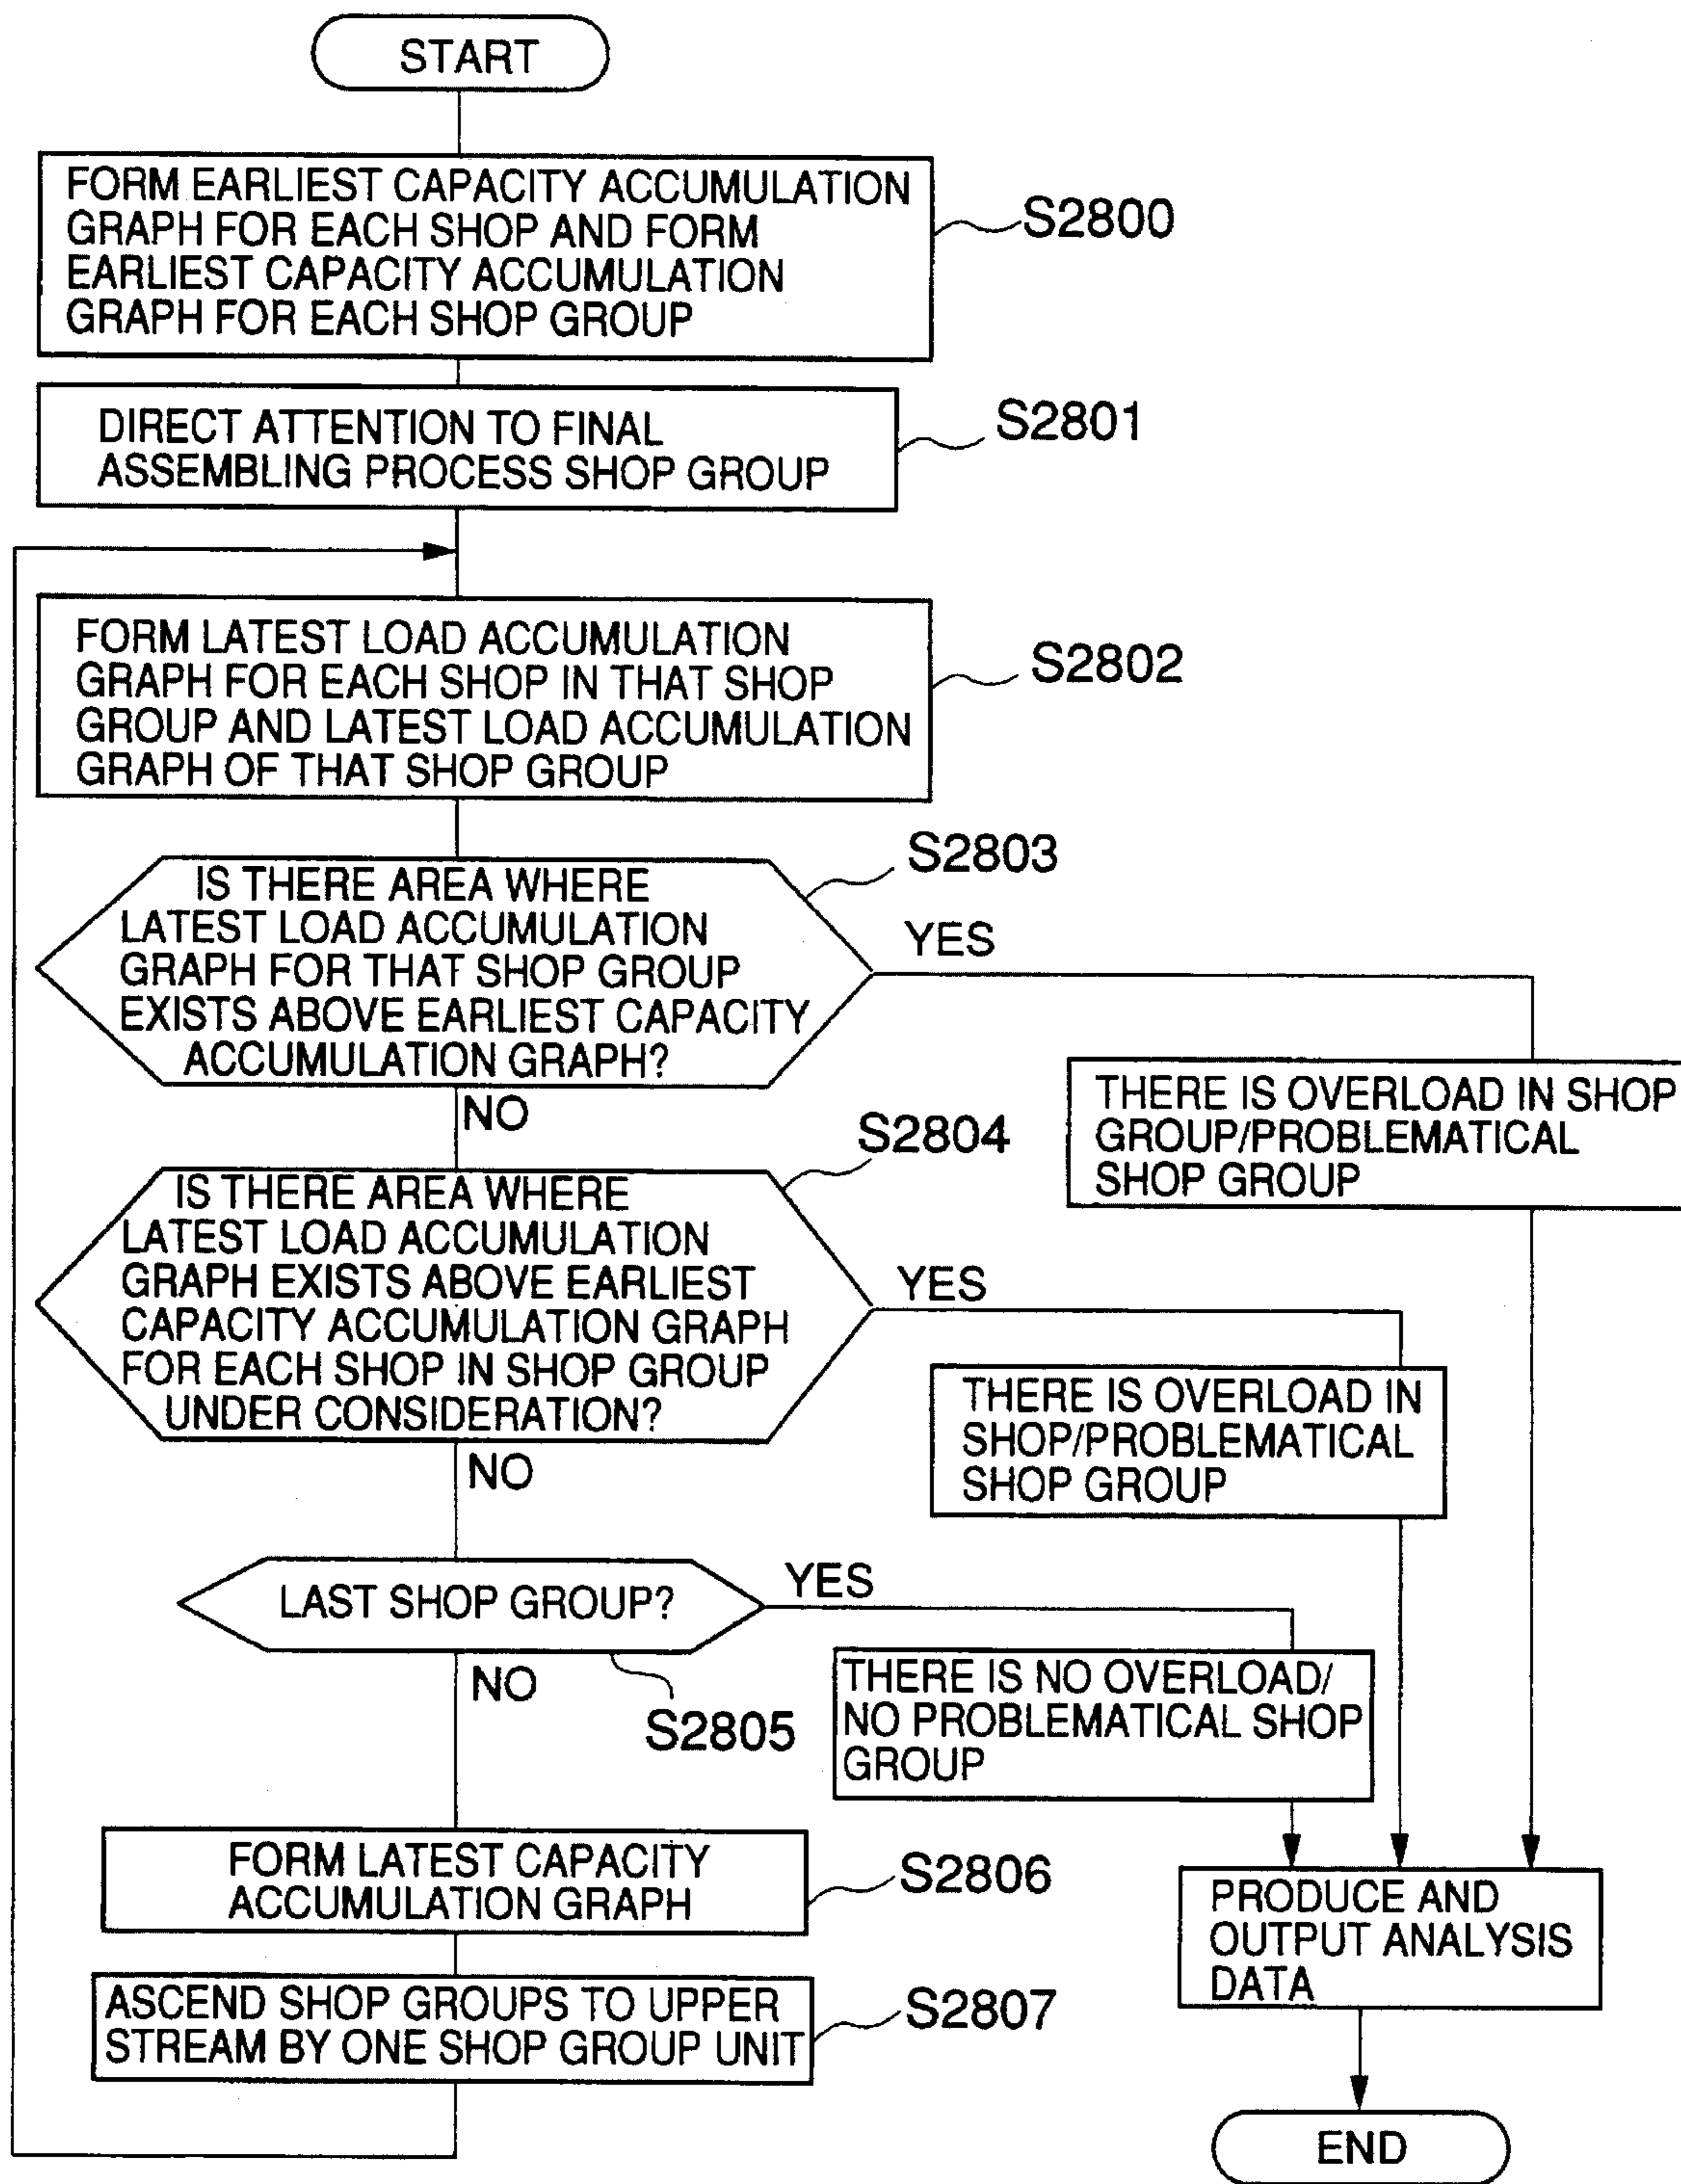 START
FORM EARLIEST CAPACITY ACCUMULATION
GRAPH FOR EACH SHOP AND FORM
EARLIEST CAPACITY ACCUMULATION
GRAPH FOR EACH SHOP GROUP
S2800
DIRECT ATTENTION TO FINAL
ASSEMBLING PROCESS SHOP GROUP
S2801
FORM LATEST LOAD ACCUMULATION
GRAPH FOR EACH SHOP IN THAT SHOP
GROUP AND LATEST LOAD ACCUMULATION
GRAPH OF THAT SHOP GROUP
S2802
IS THERE AREA WHERE
LATEST LOAD ACCUMULATION
GRAPH FOR THAT SHOP GROUP
EXISTS ABOVE EARLIEST CAPACITY
ACCUMULATION GRAPH?
S2803
YES
NO
THERE IS OVERLOAD IN SHOP
GROUP/PROBLEMATICAL
SHOP GROUP
IS THERE AREA WHERE
LATEST LOAD ACCUMULATION
GRAPH EXISTS ABOVE EARLIEST
CAPACITY ACCUMULATION GRAPH
FOR EACH SHOP IN SHOP GROUP
UNDER CONSIDERATION?
S2804
YES
NO
THERE IS OVERLOAD IN
SHOP/PROBLEMATICAL
SHOP GROUP
LAST SHOP GROUP?
YES
NO
S2805
THERE IS NO OVERLOAD/
NO PROBLEMATICAL SHOP
GROUP
FORM LATEST CAPACITY
ACCUMULATION GRAPH
S2806
ASCEND SHOP GROUPS TO UPPER
STREAM BY ONE SHOP GROUP UNIT
S2807
PRODUCE AND
OUTPUT ANALYSIS
DATA
END